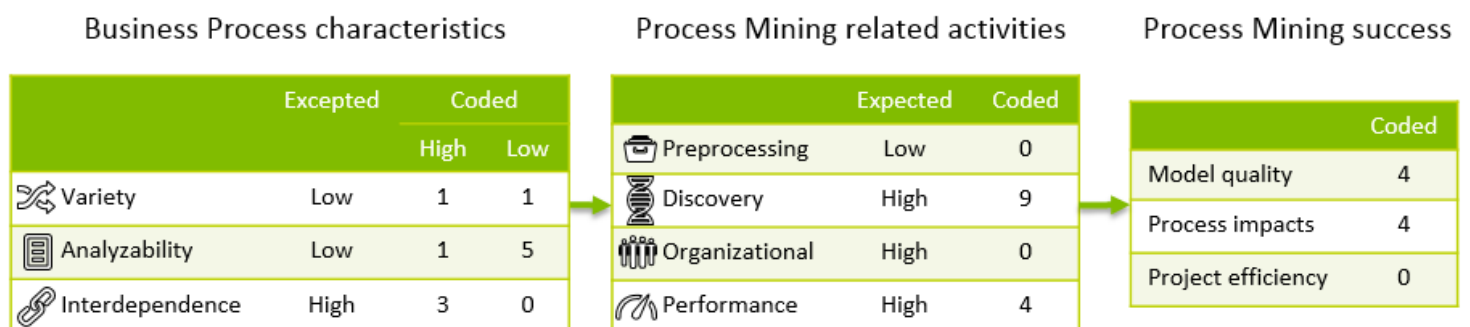 Business Process characteristics Process Mining related activities Process Mining success
Excepted Coded
High Low
Variety Low 1 1
Analyzability Low 1 5
Interdependence High 3 0
Expected Coded
Preprocessing Low 0
Discovery High 9
Organizational High 0
Performance High 4
Coded
Model quality 4
Process impacts 4
Project efficiency 0